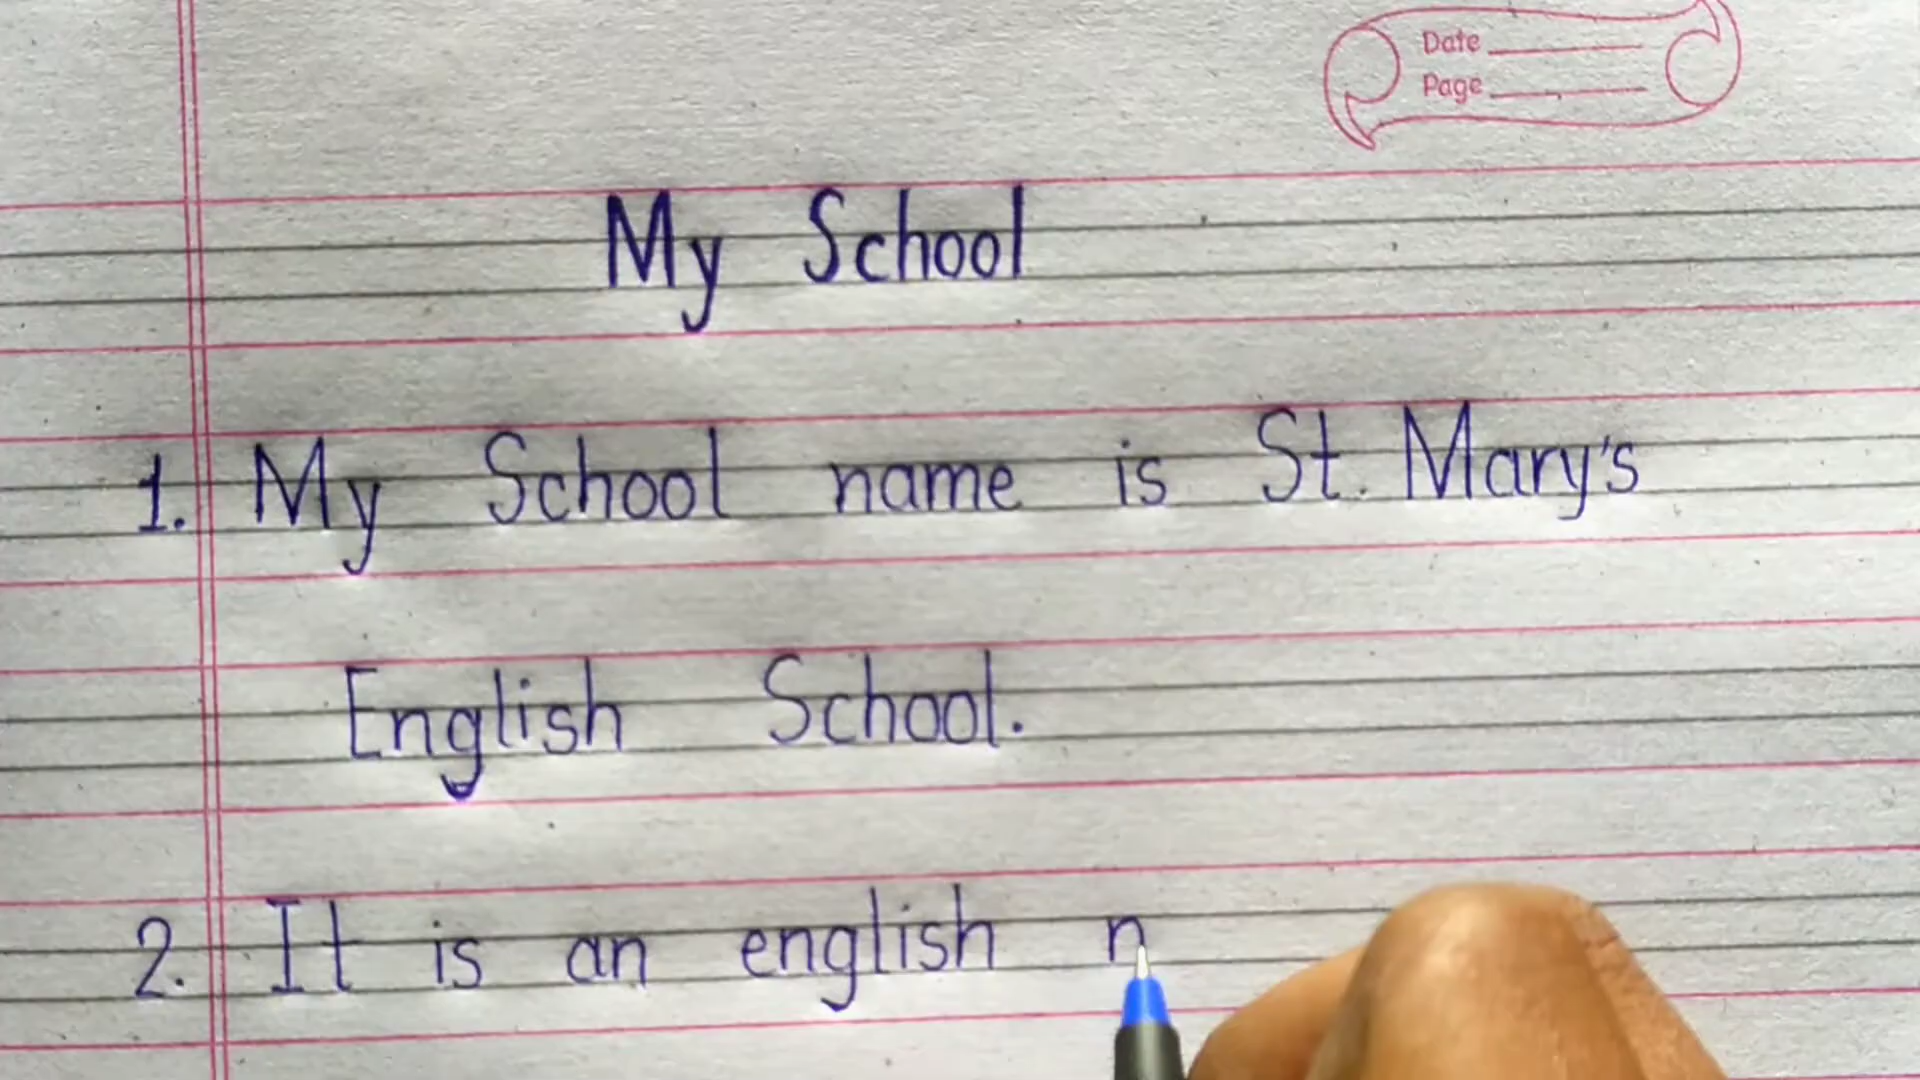 Date
Page
My School
1. My School name is St. Mary's
English School.
2. It is an english n